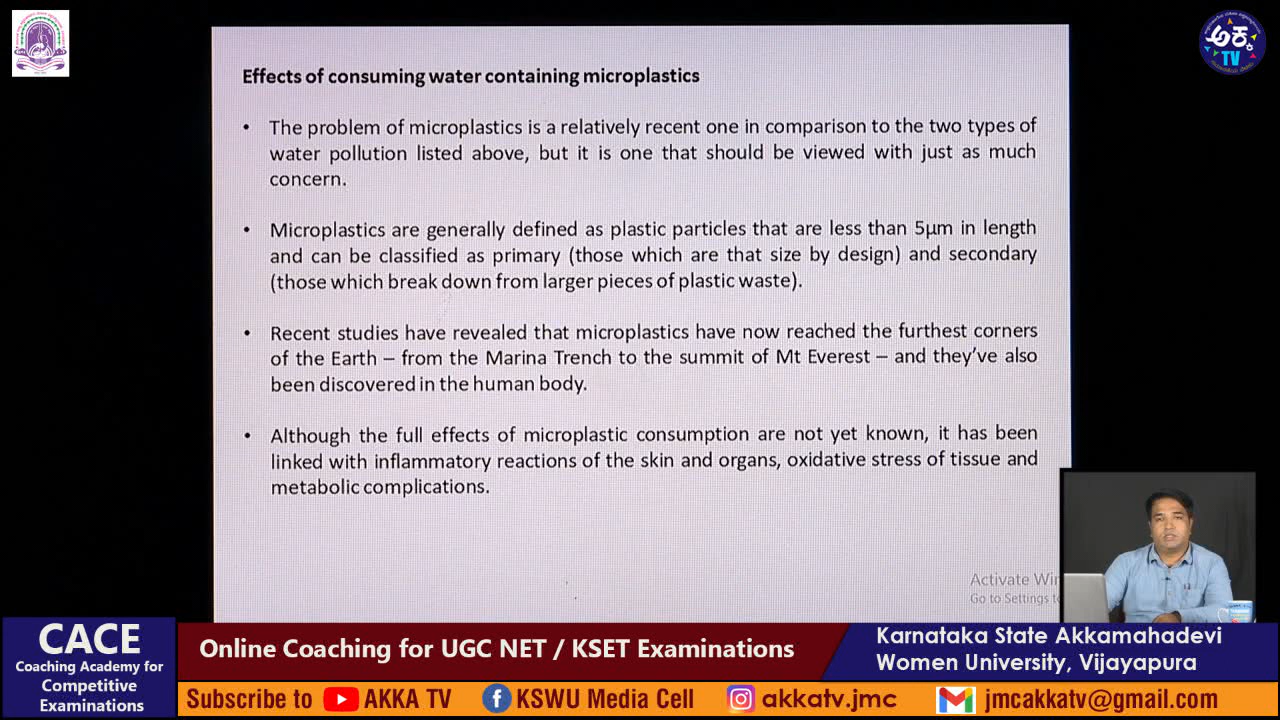 ಅಕ್ಕ
TV
Effects of consuming water containing microplastics
• The problem of microplastics is a relatively recent one in comparison to the two types of
water pollution listed above, but it is one that should be viewed with just as much
concern.
• Microplastics are generally defined as plastic particles that are less than 5µm in length
and can be classified as primary (those which are that size by design) and secondary
(those which break down from larger pieces of plastic waste).
• Recent studies have revealed that microplastics have now reached the furthest corners
of the Earth – from the Marina Trench to the summit of Mt Everest – and they’ve also
been discovered in the human body.
• Although the full effects of microplastic consumption are not yet known, it has been
linked with inflammatory reactions of the skin and organs, oxidative stress of tissue and
metabolic complications.
Activate Win
Go to Settings to
CACE
Coaching Academy for
Competitive
Examinations
Online Coaching for UGC NET / KSET Examinations
Karnataka State Akkamahadevi
Women University, Vijayapura
Subscribe to AKKA TV KSWU Media Cell akkatv.jmc jmcakkatv@gmail.com